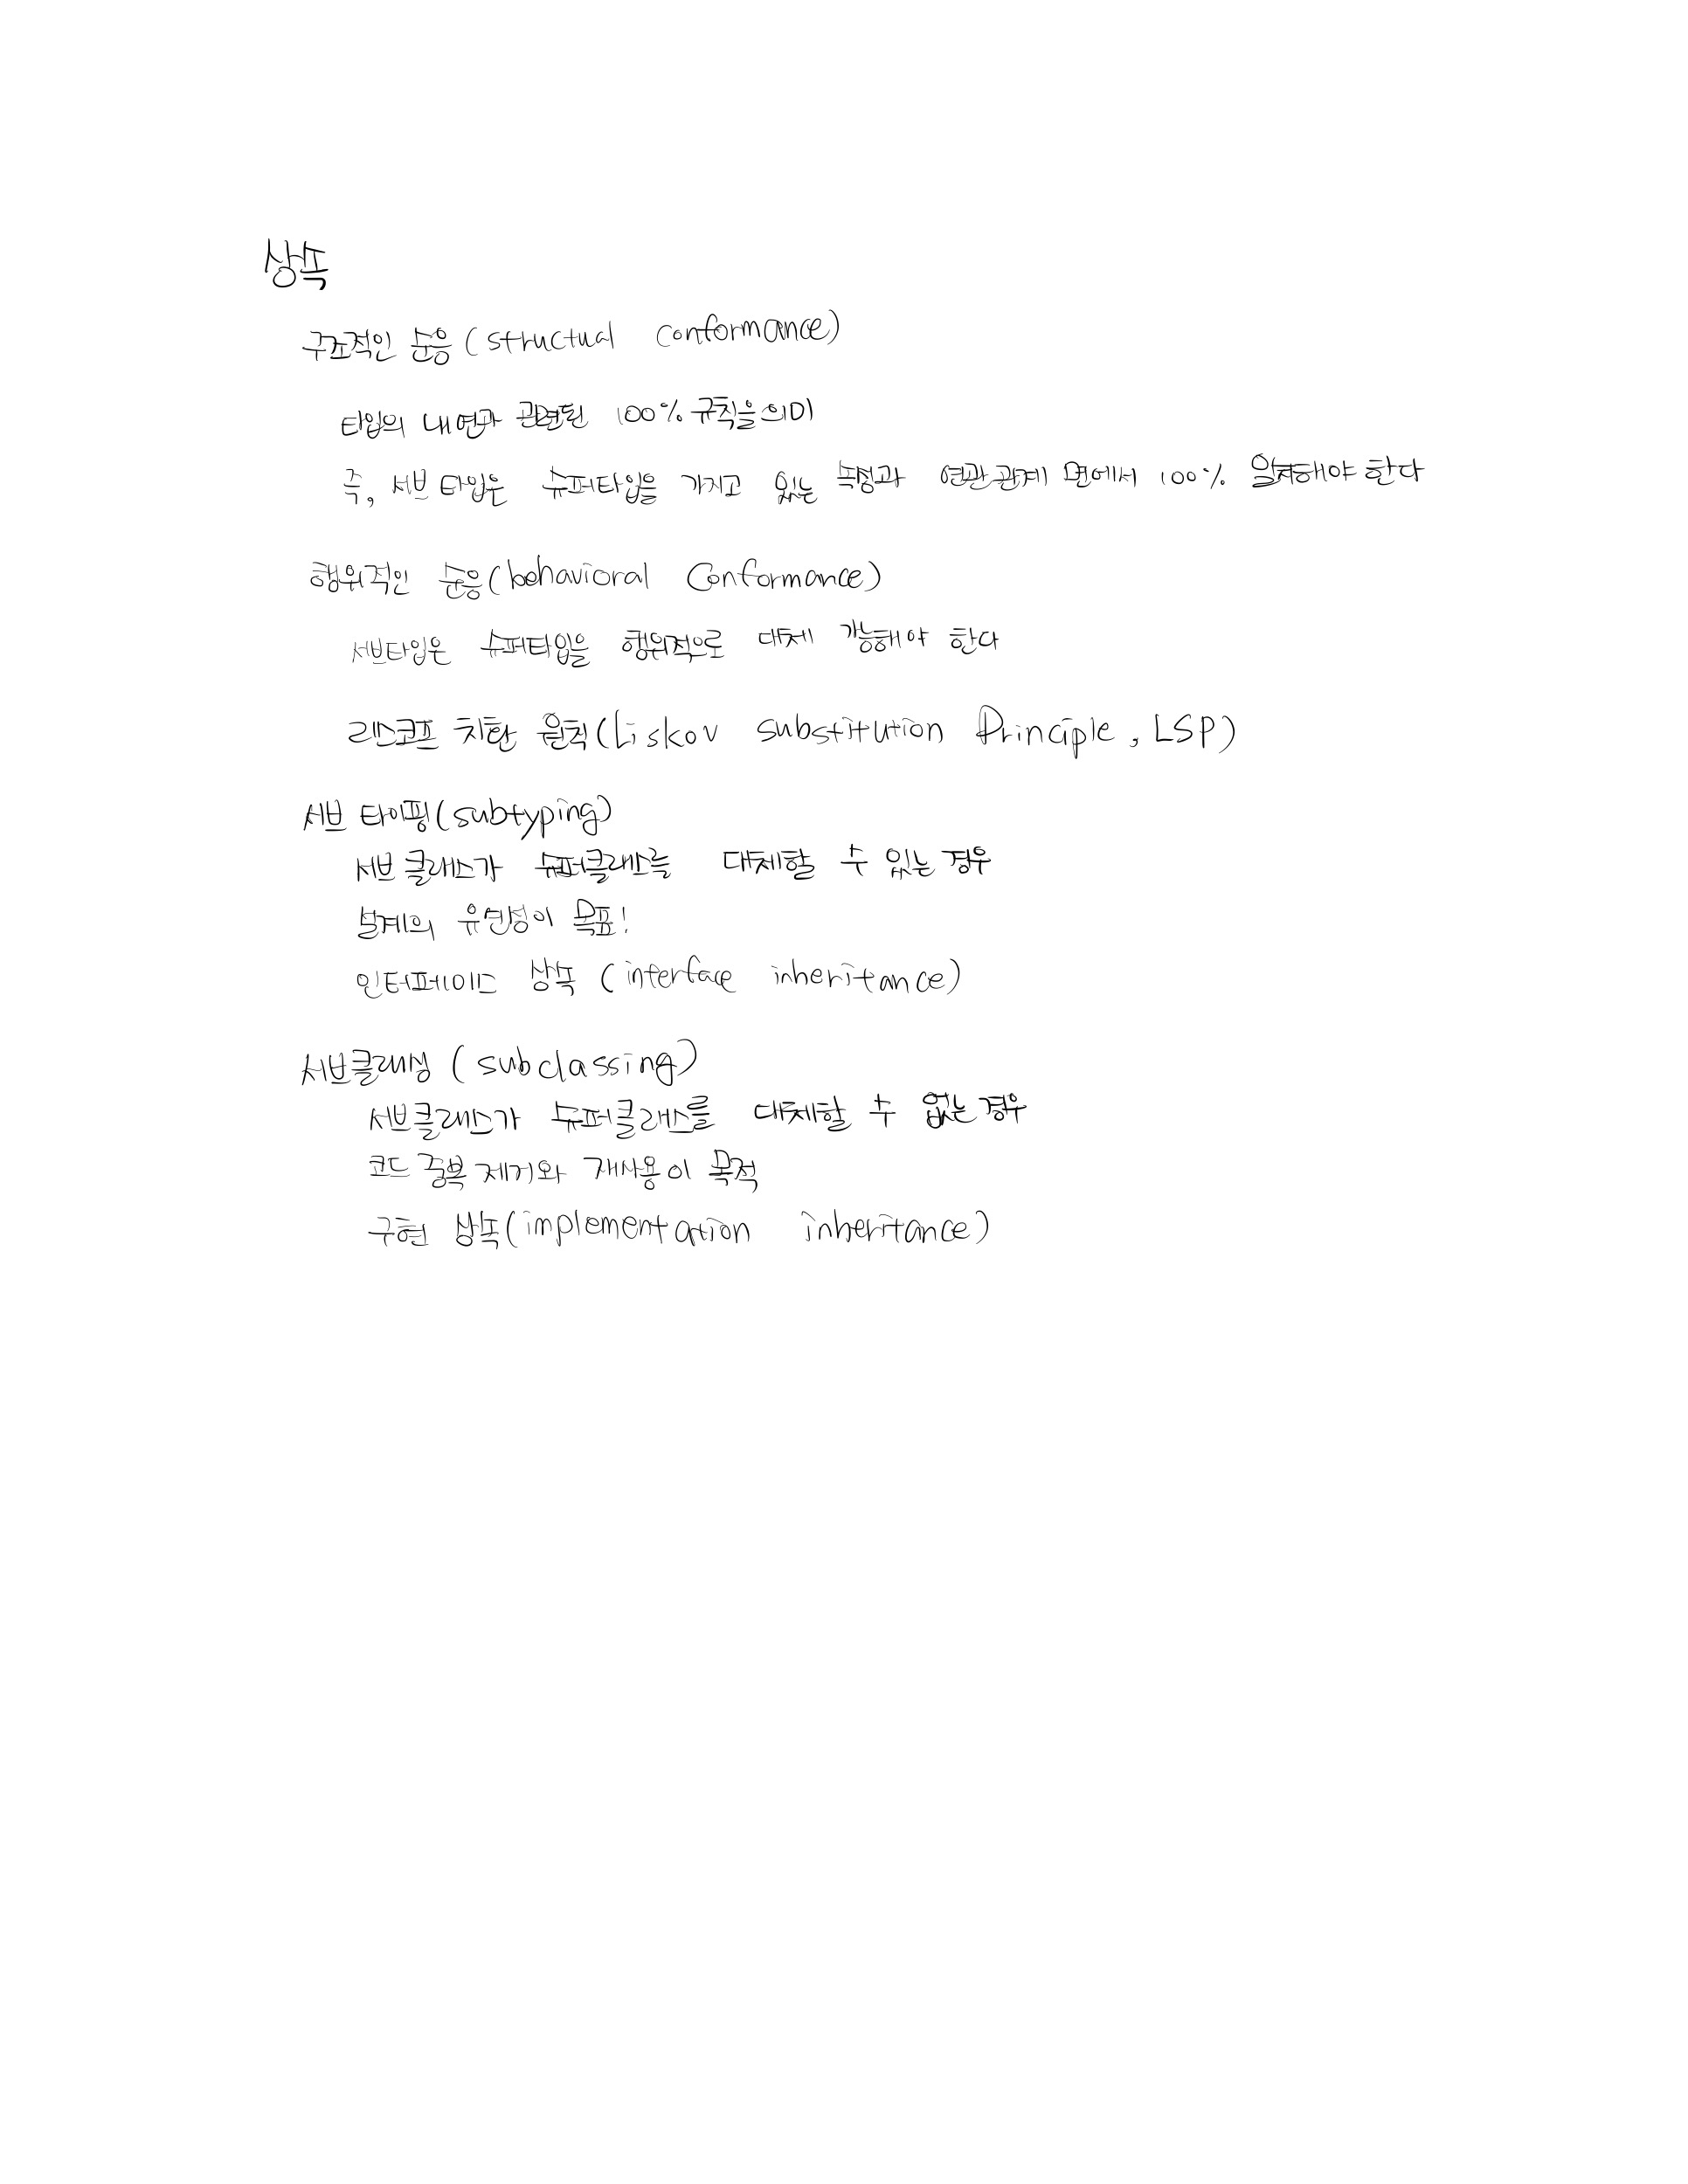 상속
구조적인 순응(structual conformance)
타입의 내연과 관련된 100% 규칙을 의미
즉, 서브 타입은 슈퍼타입을 가지고 있는 속성과 연관관계 면에서 100% 일치해야 한다
행위적인 순응(behavioral Conformance)
서브타입은 슈퍼타입을 행위적으로 대체 가능해야 한다
리스코프 치환 원칙(Liskov substitution Principle, LSP)
서브 타이핑(subtyping)
서브 클래스가 슈퍼클래스를 대체할 수 있는 경우
설계의 유연성이 목표!
인터페이스 상속 (interface inheritance)
서브클래싱 (subclassing)
서브클래스가 슈퍼클래스를 대체할 수 없는 경우
코드 중복 제거와 재사용이 목적
구현 상속(implementation inheritance)